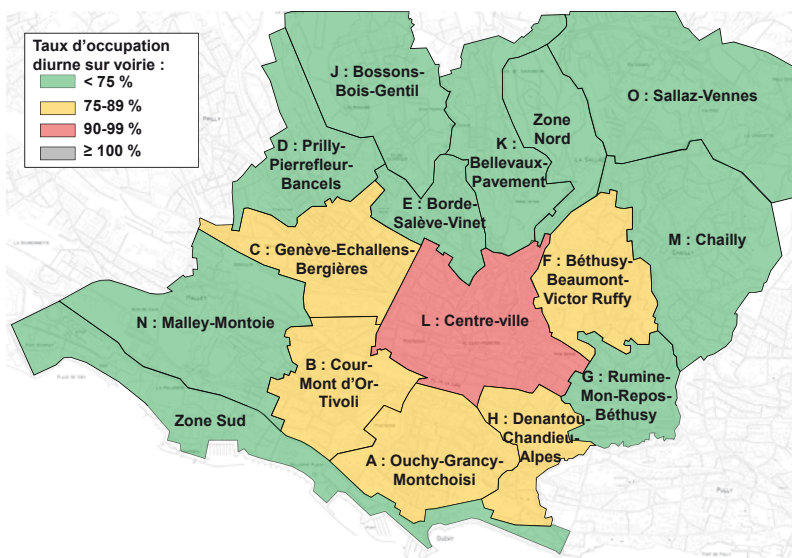 Taux d'occupation
diurne sur voirie :
< 75 %
75-89 %
90-99 %
≥ 100 %
J : Bossons-
Bois-Gentil
O : Sallaz-Vennes
Zone
Nord
K :
Bellevaux-
Pavement
D : Prilly-
Pierrefleur-
Bancels
E : Borde-
Salève-Vinet
M : Chailly
C : Genève-Echallens-
Bergières
F : Béthusy-
Beaumont-
Victor Ruffy
N : Malley-Montoie
L : Centre-ville
B : Cour-
Mont d'Or-
Tivoli
G : Rumine-
Mon-Repos-
Béthusy
Zone Sud
H : Denantou-
Chandieu-
Alpes
A : Ouchy-Grancy-
Montchoisi